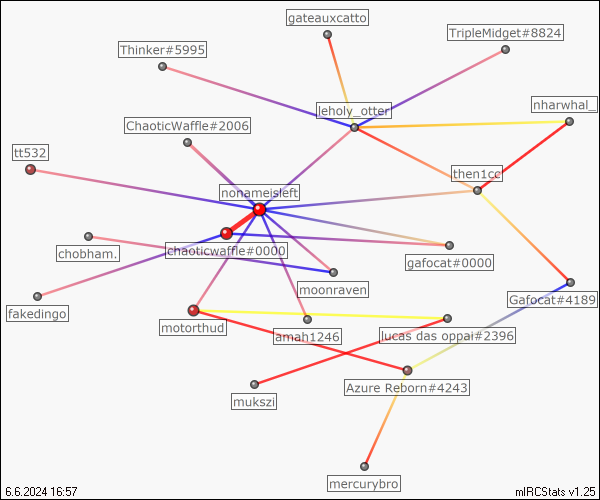 gateauxcatto
TripleMidget#8824
Thinker#5995
nharwhal_
leholy_otter
ChaoticWaffle#2006
tt532
then1cc
nonameisleft
chaoticwaffle#0000
chobham.
gafocat#0000
moonraven
fakedingo
Gafocat#4189
motorthud
amah1246
lucas das oppai#2396
Azure Reborn#4243
mukszi
mercurybro
6.6.2024 16:57
mIRCStats v1.25